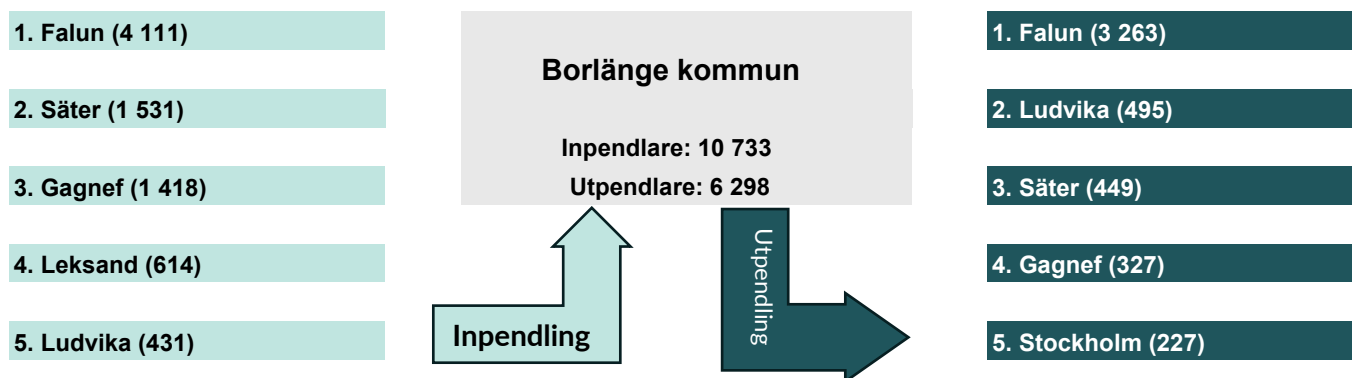 1. Falun (4 111)
2. Säter (1 531)
3. Gagnef (1 418)
4. Leksand (614)
5. Ludvika (431)
Borlänge kommun
Inpendlare: 10 733
Utpendlare: 6 298
Inpendling
Utpendling
1. Falun (3 263)
2. Ludvika (495)
3. Säter (449)
4. Gagnef (327)
5. Stockholm (227)